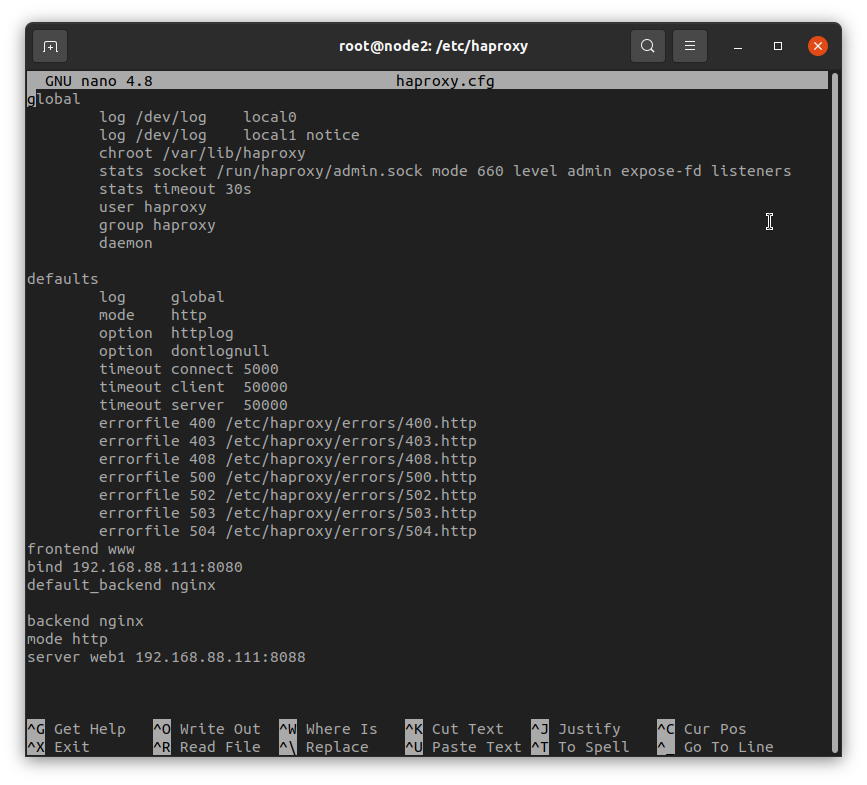 root@node2: /etc/haproxy
GNU nano 4.8 haproxy.cfg
global
log /dev/log local0
log /dev/log local1 notice
chroot /var/lib/haproxy
stats socket /run/haproxy/admin.sock mode 660 level admin expose-fd listeners
stats timeout 30s
user haproxy
group haproxy
daemon
defaults
log global
mode http
option httplog
option dontlognull
timeout connect 5000
timeout client 50000
timeout server 50000
errorfile 400 /etc/haproxy/errors/400.http
errorfile 403 /etc/haproxy/errors/403.http
errorfile 408 /etc/haproxy/errors/408.http
errorfile 500 /etc/haproxy/errors/500.http
errorfile 502 /etc/haproxy/errors/502.http
errorfile 503 /etc/haproxy/errors/503.http
errorfile 504 /etc/haproxy/errors/504.http
frontend www
bind 192.168.88.111:8080
default_backend nginx
backend nginx
mode http
server web1 192.168.88.111:8088
^G Get Help ^O Write Out ^W Where Is ^K Cut Text ^J Justify ^C Cur Pos
^X Exit ^R Read File ^\ Replace ^U Paste Text ^T To Spell ^_ Go To Line